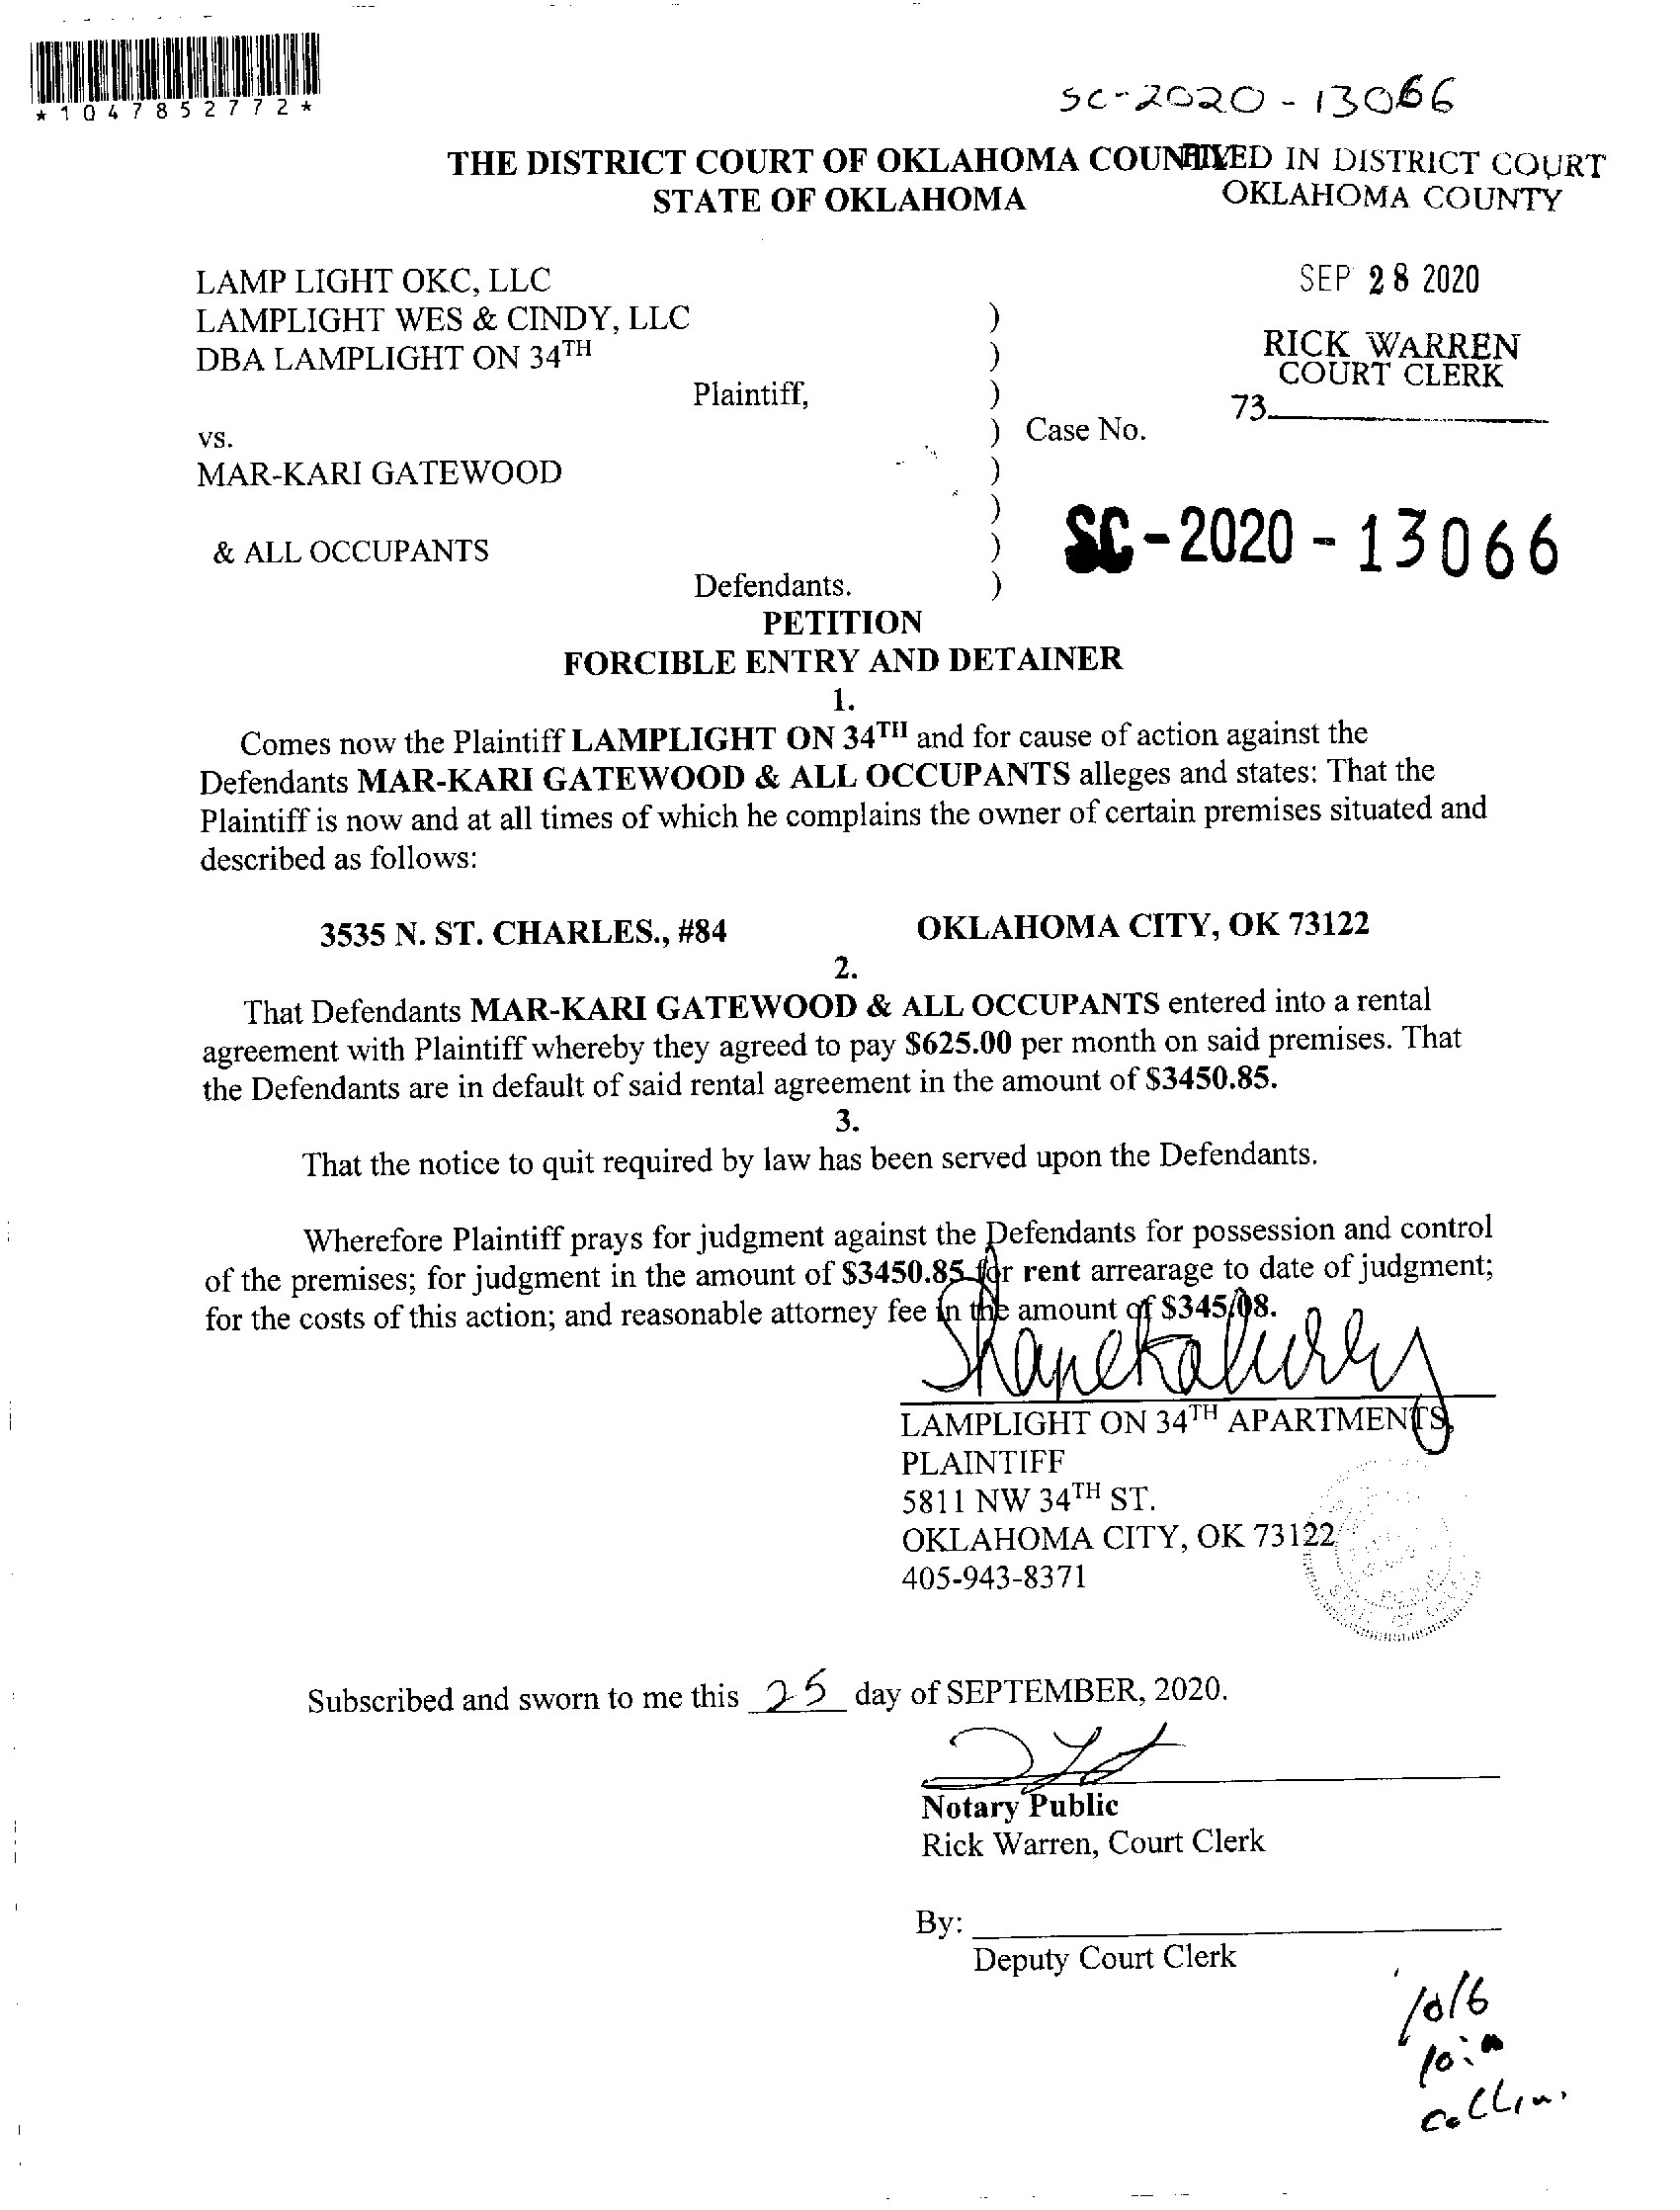 *1047852772*
SC-2020-13066
THE DISTRICT COURT OF OKLAHOMA COUNTY
FILED IN DISTRICT COURT
STATE OF OKLAHOMA
OKLAHOMA COUNTY
LAMP LIGHT OKC, LLC
SEP 28 2020
LAMPLIGHT WES & CINDY, LLC )
DBA LAMPLIGHT ON 34TH )
RICK WARREN
COURT CLERK
Plaintiff, )
73
vs. ) Case No.
MAR-KARI GATEWOOD )
)
SC-2020-13066
& ALL OCCUPANTS )
Defendants. )
PETITION
FORCIBLE ENTRY AND DETAINER
1.
Comes now the Plaintiff LAMPLIGHT ON 34TH and for cause of action against the
Defendants MAR-KARI GATEWOOD & ALL OCCUPANTS alleges and states: That the
Plaintiff is now and at all times of which he complains the owner of certain premises situated and
described as follows:
3535 N. ST. CHARLES., #84 OKLAHOMA CITY, OK 73122
2.
That Defendants MAR-KARI GATEWOOD & ALL OCCUPANTS entered into a rental
agreement with Plaintiff whereby they agreed to pay $625.00 per month on said premises. That
the Defendants are in default of said rental agreement in the amount of $3450.85.
3.
That the notice to quit required by law has been served upon the Defendants.
Wherefore Plaintiff prays for judgment against the Defendants for possession and control
of the premises; for judgment in the amount of $3450.85 for rent arrearage to date of judgment;
for the costs of this action; and reasonable attorney fee in the amount of $345.08.
LAMPLIGHT ON 34TH APARTMENTS,
PLAINTIFF
5811 NW 34TH ST.
OKLAHOMA CITY, OK 73122
405-943-8371
Subscribed and sworn to me this 25 day of SEPTEMBER, 2020.
Notary Public
Rick Warren, Court Clerk
By:
Deputy Court Clerk
10/6